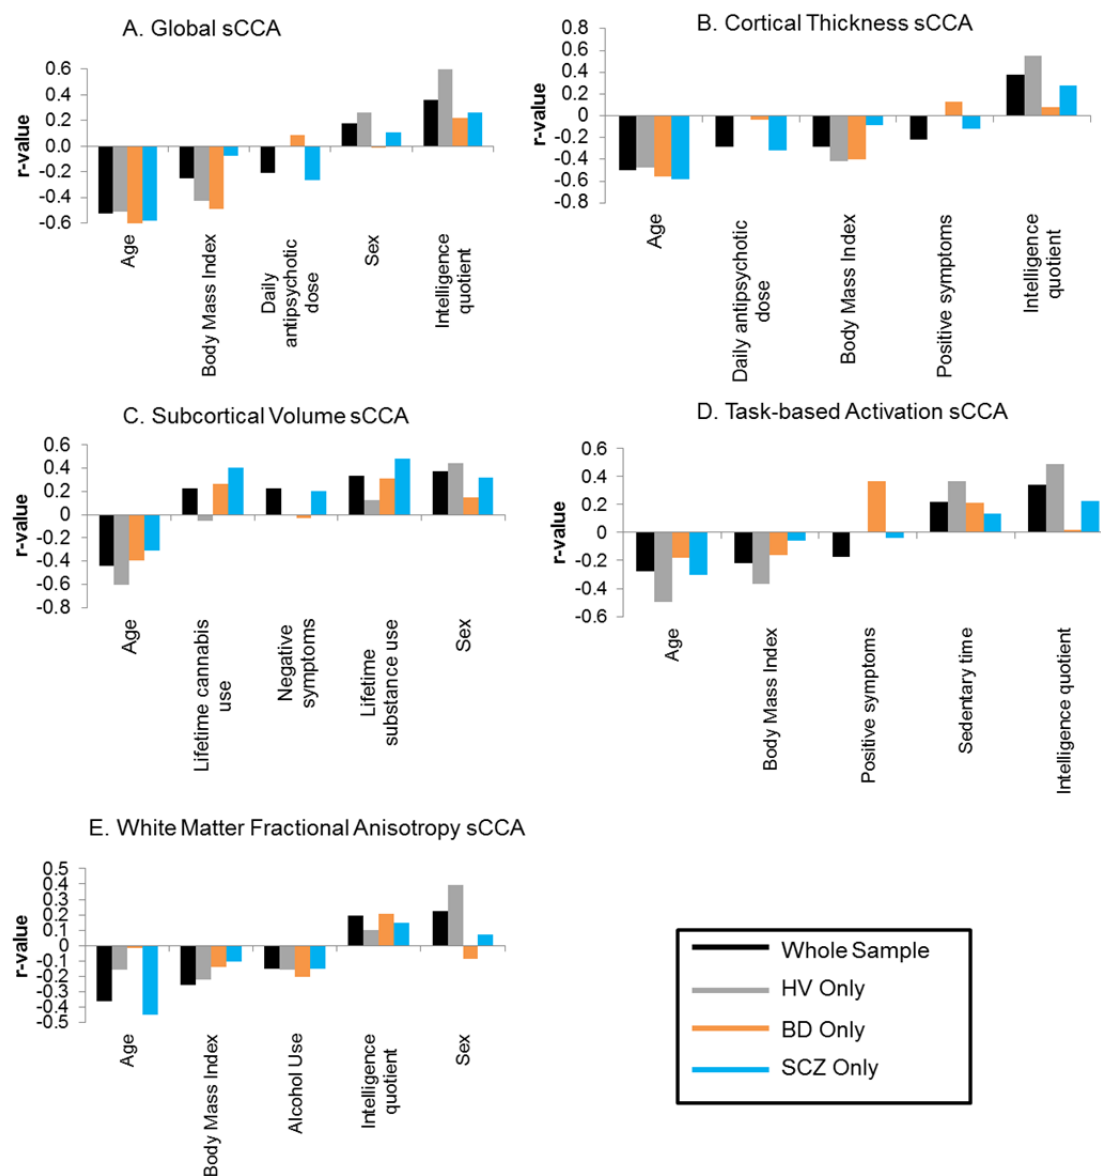 A. Global sCCA
r-value
0.6
0.4
0.2
0.0
-0.2
-0.4
-0.6
Age
Body Mass Index
Daily
antipsychotic
dose
Sex
Intelligence
quotient
B. Cortical Thickness sCCA
r-value
0.8
0.6
0.4
0.2
0
-0.2
-0.4
-0.6
-0.8
Age
Daily antipsychotic
dose
Body Mass Index
Positive symptoms
Intelligence
quotient
C. Subcortical Volume sCCA
r-value
0.6
0.4
0.2
0
-0.2
-0.4
-0.6
-0.8
Age
Lifetime cannabis
use
Negative
symptoms
Lifetime
substance use
Sex
D. Task-based Activation sCCA
r-value
0.6
0.4
0.2
0
-0.2
-0.4
-0.6
Age
Body Mass Index
Positive symptoms
Sedentary time
Intelligence quotient
E. White Matter Fractional Anisotropy sCCA
r-value
0.5
0.4
0.3
0.2
0.1
0
-0.1
-0.2
-0.3
-0.4
-0.5
Age
Body Mass Index
Alcohol Use
Intelligence
quotient
Sex
Whole Sample
HV Only
BD Only
SCZ Only